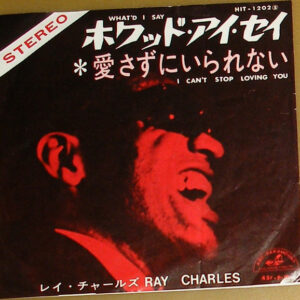 STEREO
WHAT'D I SAY
HIT-1202
ホワッド・アイ・セイ
*愛さずにいられない
I CAN'T STOP LOVING YOU
レイ・チャールズ RAY CHARLES